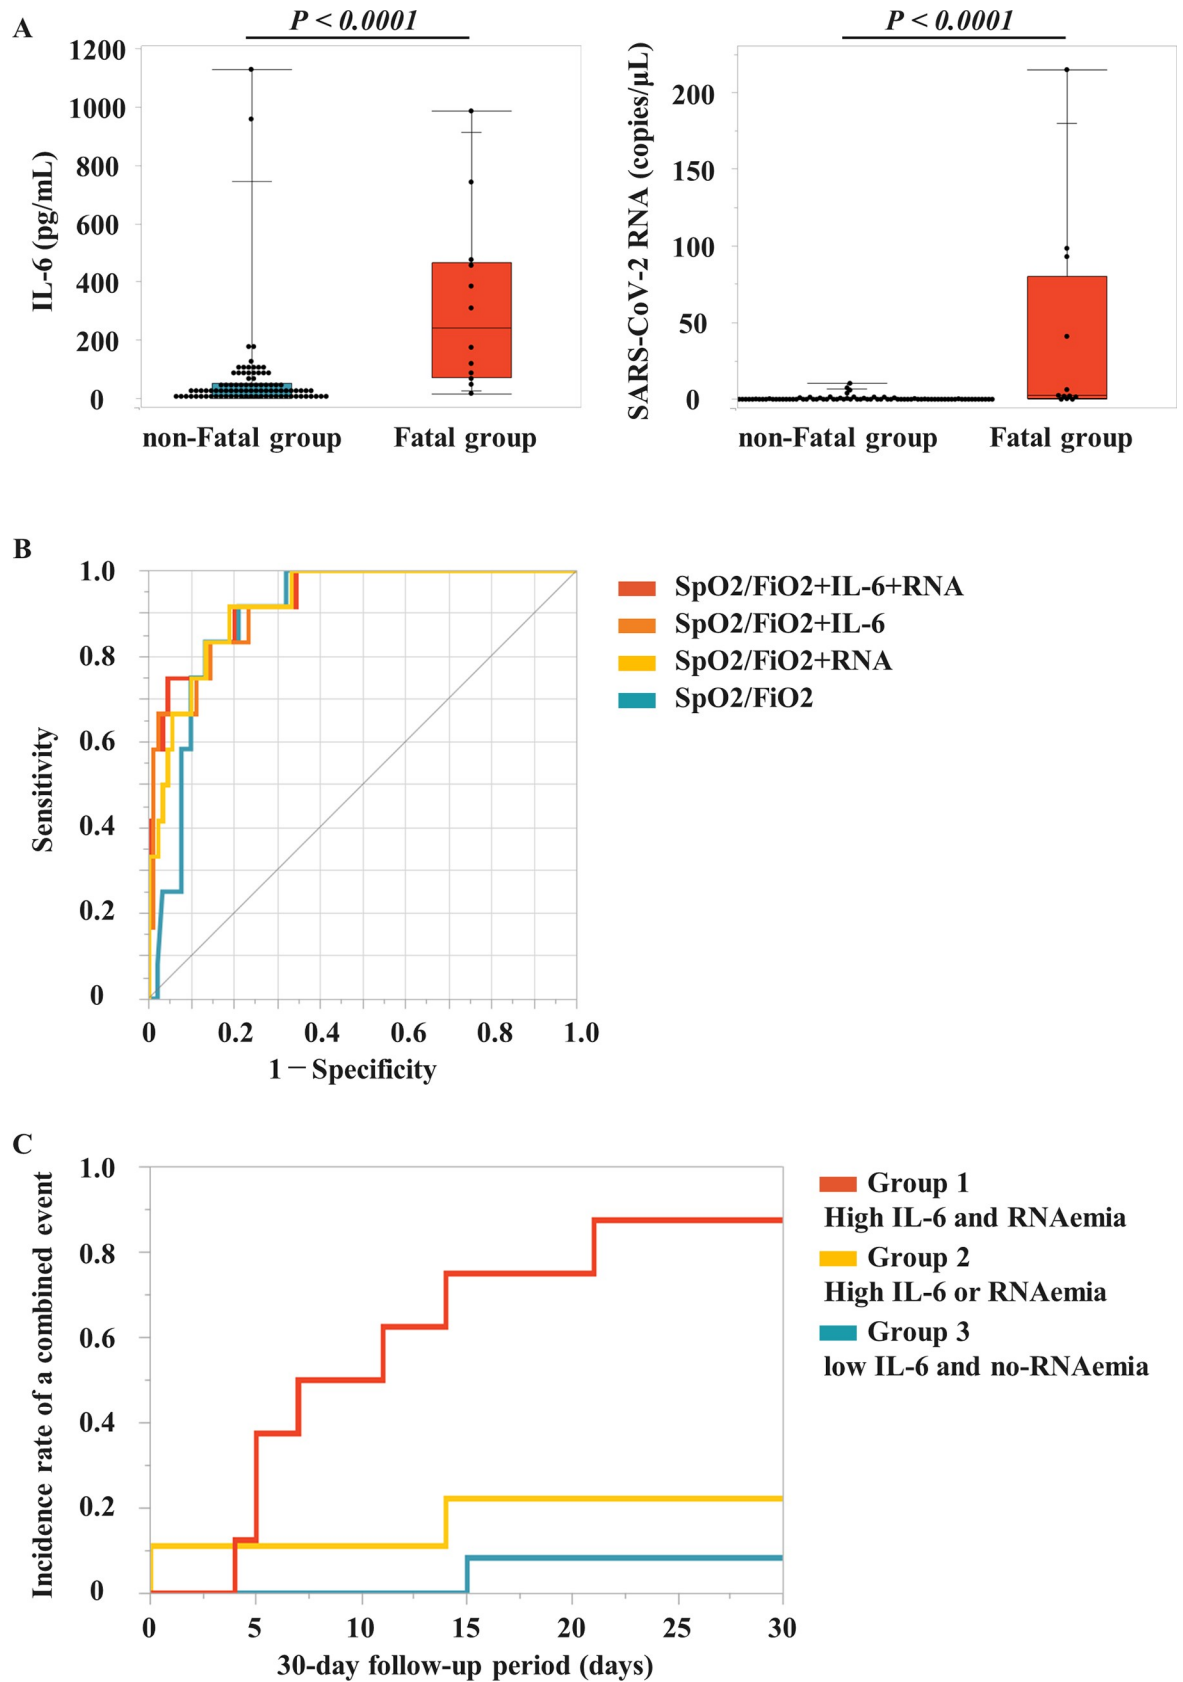 A
P < 0.0001
IL-6 (pg/mL)
1200
1000
800
600
400
200
0
non-Fatal group
Fatal group
P < 0.0001
SARS-CoV-2 RNA (copies/μL)
200
150
100
50
0
non-Fatal group
Fatal group
B
Sensitivity
1.0
0.8
0.6
0.4
0.2
0
0 0.2 0.4 0.6 0.8 1.0
1 − Specificity
SpO2/FiO2+IL-6+RNA
SpO2/FiO2+IL-6
SpO2/FiO2+RNA
SpO2/FiO2
C
Incidence rate of a combined event
1.0
0.8
0.6
0.4
0.2
0
0 5 10 15 20 25 30
30-day follow-up period (days)
Group 1
High IL-6 and RNAemia
Group 2
High IL-6 or RNAemia
Group 3
low IL-6 and no-RNAemia